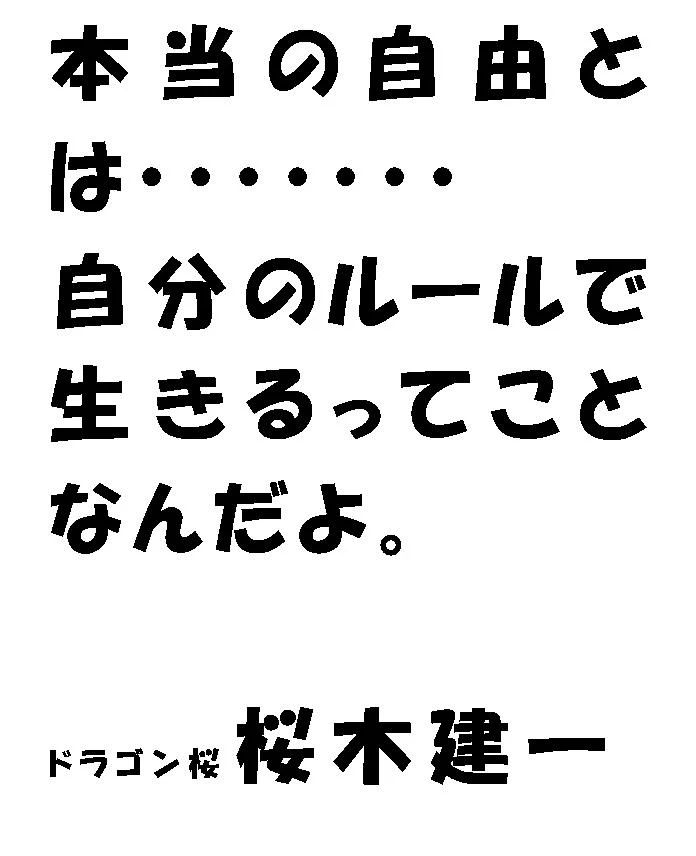 本当の自由と
は・・・・・・・
自分のルールで
生きるってこと
なんだよ。
ドラゴン桜 桜木建一